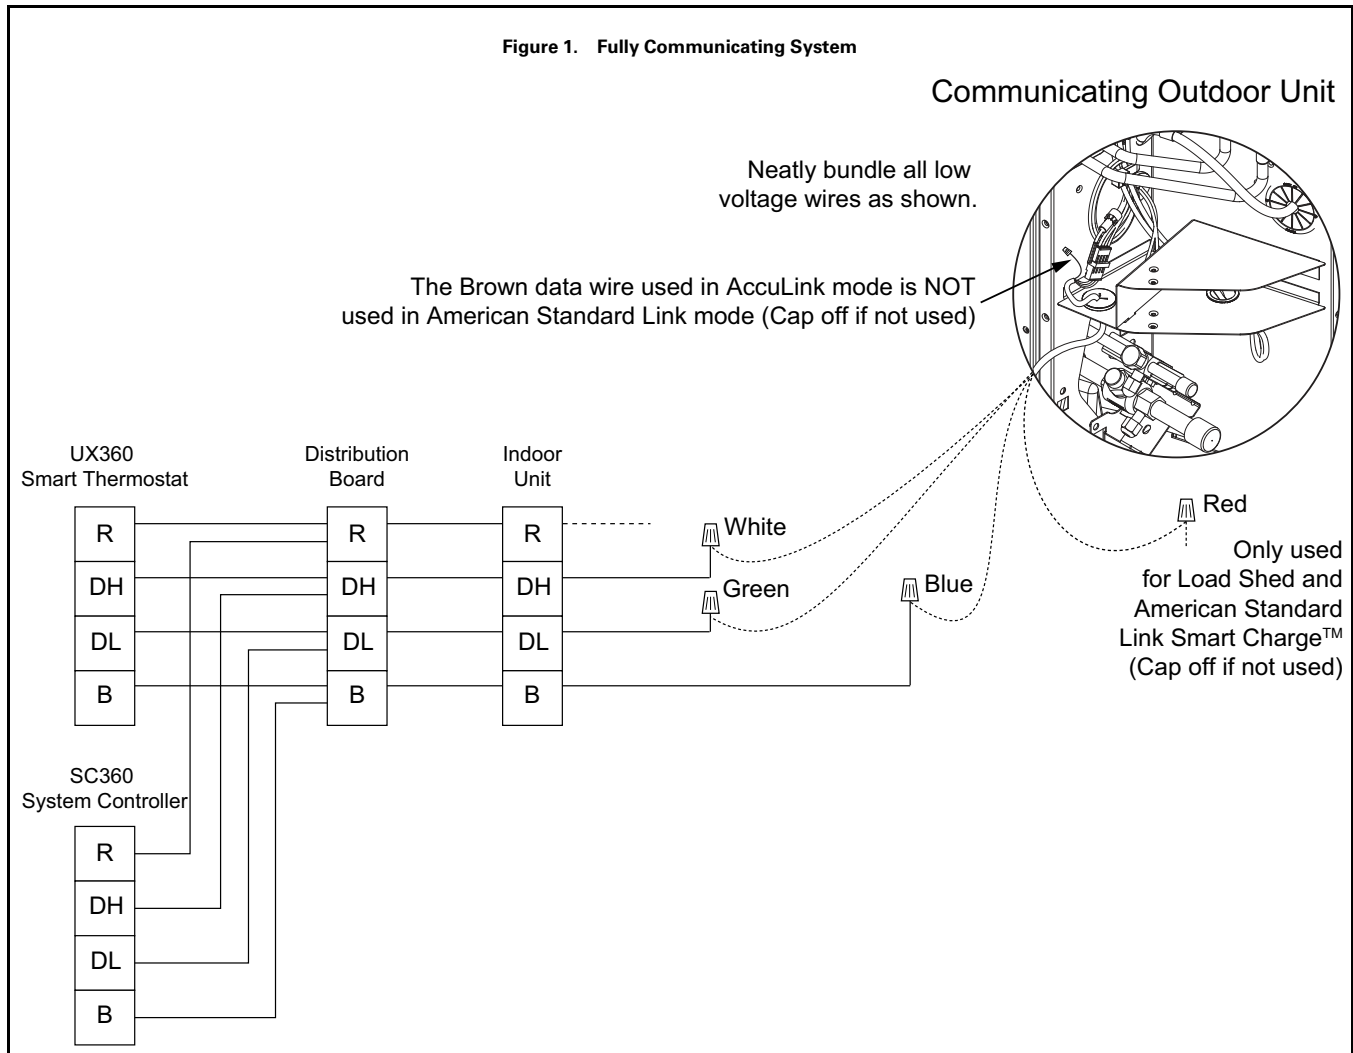 Figure 1. Fully Communicating System
Communicating Outdoor Unit
Neatly bundle all low
voltage wires as shown.
The Brown data wire used in AccuLink mode is NOT
used in American Standard Link mode (Cap off if not used)
UX360
Smart Thermostat
R
DH
DL
B
Distribution
Board
R
DH
DL
B
Indoor
Unit
R
DH
DL
B
White
Green
Blue
Red
Only used
for Load Shed and
American Standard
Link Smart Charge™
(Cap off if not used)
SC360
System Controller
R
DH
DL
B